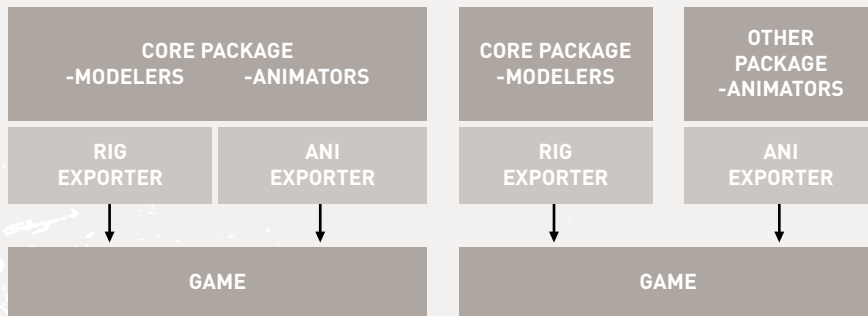 CORE PACKAGE
-MODELERS -ANIMATORS
RIG
EXPORTER
ANI
EXPORTER
GAME
CORE PACKAGE
-MODELERS
OTHER
PACKAGE
-ANIMATORS
RIG
EXPORTER
ANI
EXPORTER
GAME